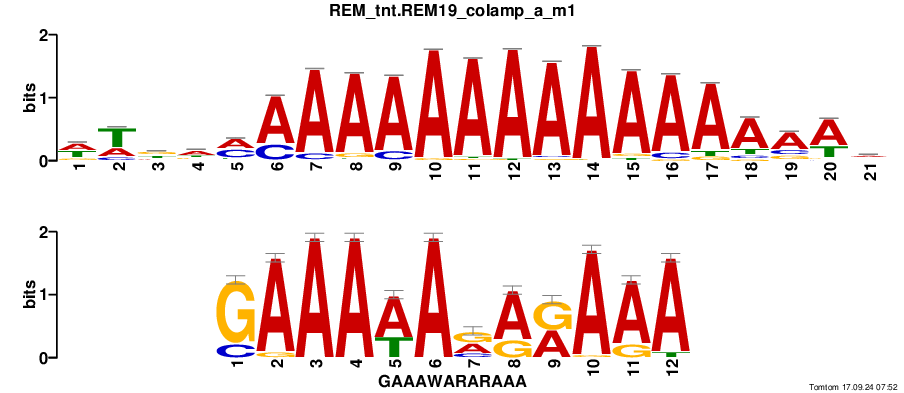 REM_tnt.REM19_colamp_a_m1
2
1
0
bits
1 2 3 4 5 6 7 8 9 10 11 12 13 14 15 16 17 18 19 20 21
2
1
0
bits
1 2 3 4 5 6 7 8 9 10 11 12
GAAAWARARAAA
Tomtom 17.09.24 07:52